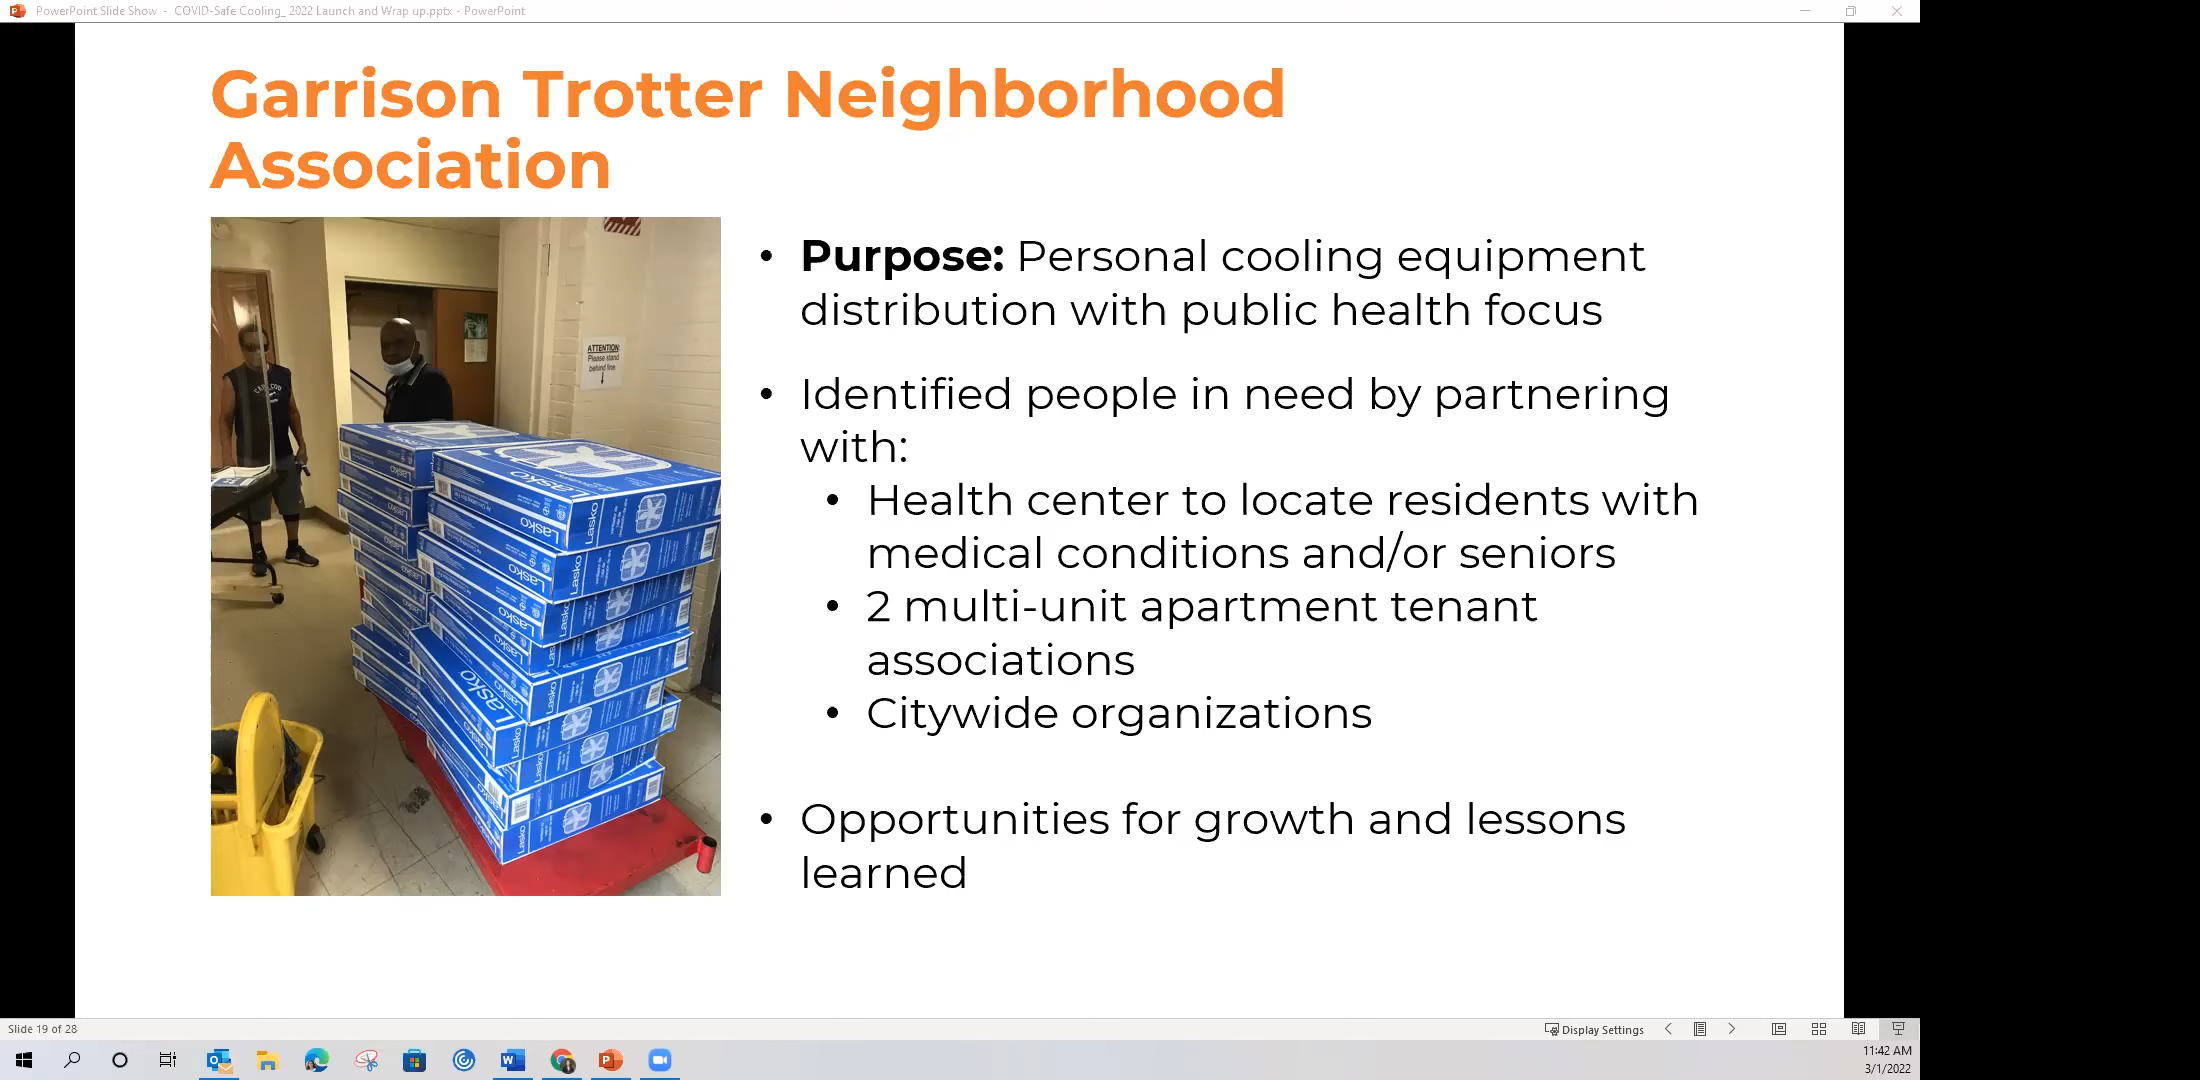 PowerPoint Slide Show - COVID-Safe Cooling_ 2022 Launch and Wrap up.pptx - PowerPoint
Garrison Trotter Neighborhood
Association
ATTENTION:
Please stand
behind line
CAPE COD
Lasko
• Purpose: Personal cooling equipment
distribution with public health focus
• Identified people in need by partnering
with:
• Health center to locate residents with
medical conditions and/or seniors
• 2 multi-unit apartment tenant
associations
• Citywide organizations
• Opportunities for growth and lessons
learned
Slide 19 of 28
Display Settings
11:42 AM
3/1/2022